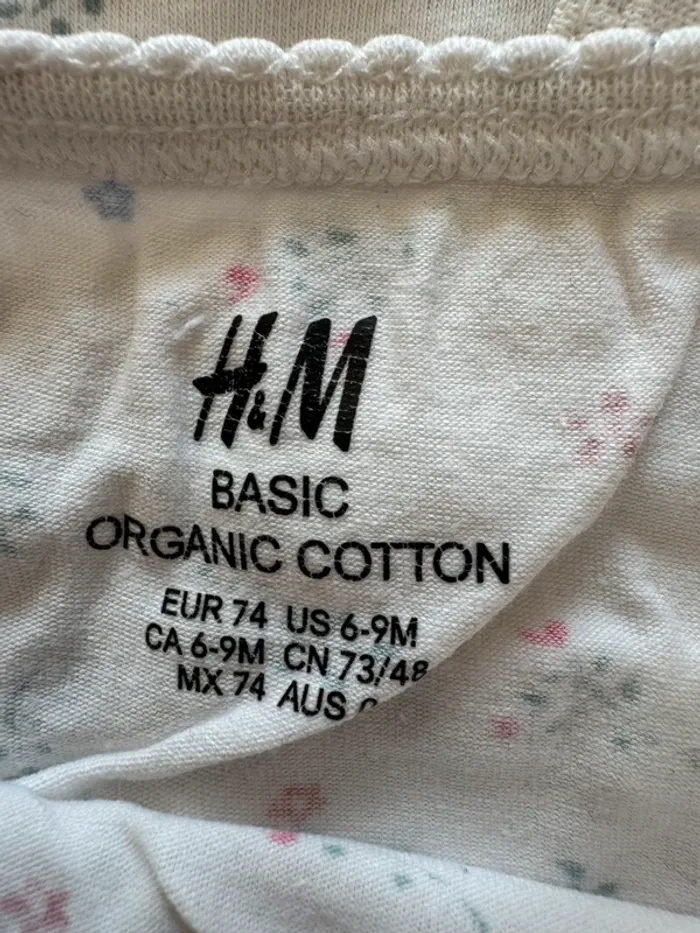 H&M
BASIC
ORGANIC COTTON
EUR 74 US 6-9M
CA 6-9M CN 73/48
MX 74 AUS